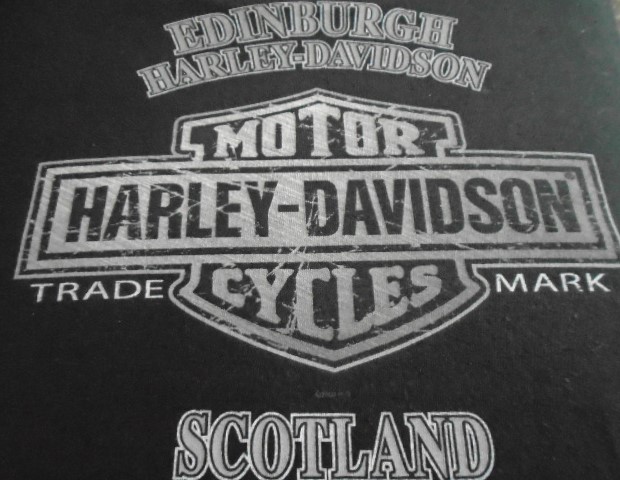 EDINBURGH
HARLEY-DAVIDSON
MOTOR
HARLEY-DAVIDSON
CYCLES
TRADE MARK
SCOTLAND